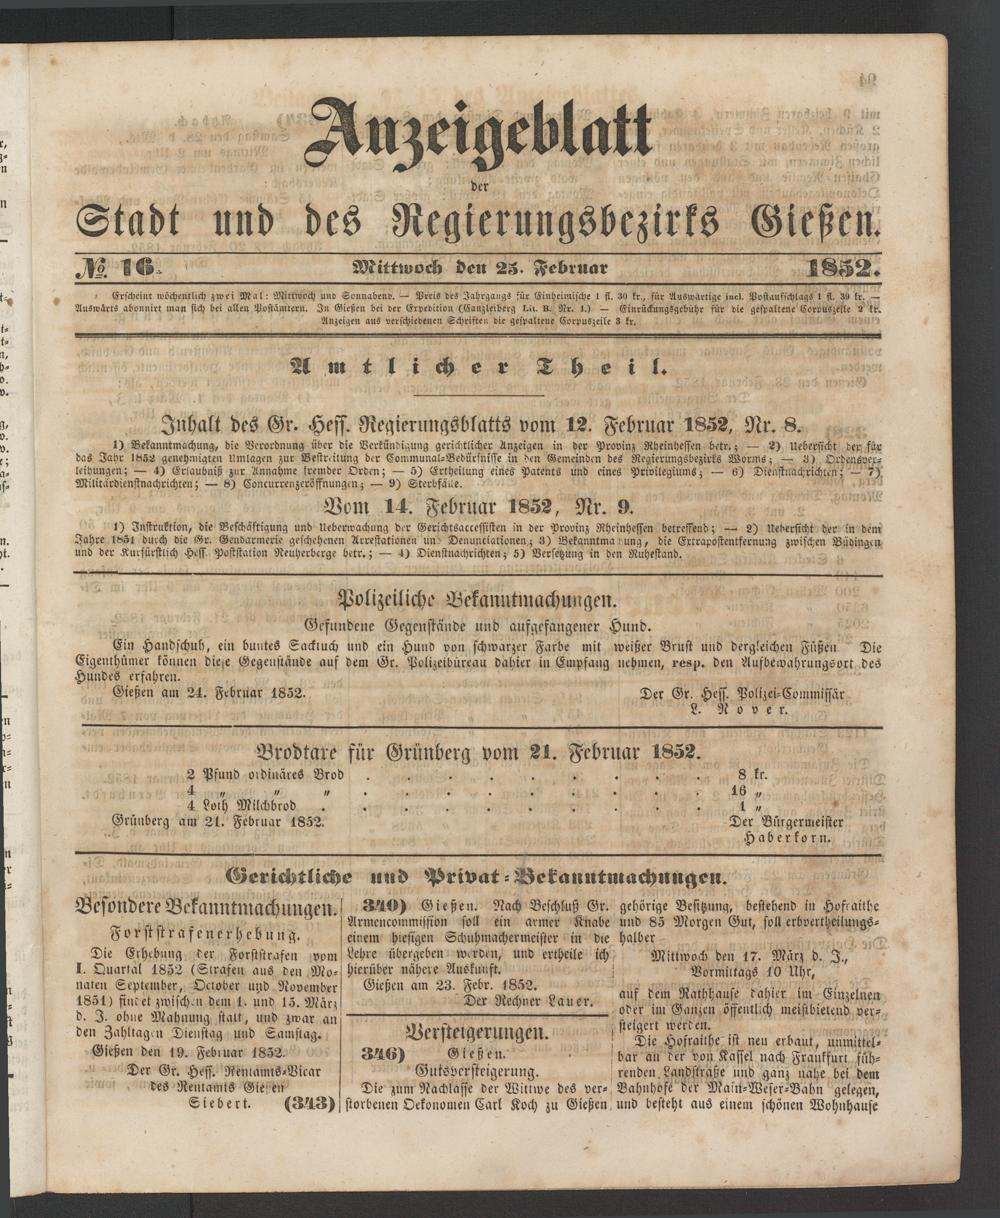 Anzeigeblatt
der
Stadt und des Regierungsbezirks Gießen.
No. 16. Mittwoch den 25. Februar 1852.
Erscheint wöchentlich zwei Mal: Mittwoch und Sonnabend. — Preis des Jahrgangs für Einheimische 1 fl. 30 kr., für Auswärtige incl. Postaufschlags 1 fl. 39 kr. —
Auswärts abonnirt man sich bei allen Postämtern. In Gießen bei der Expedition (Canzleiberg Lit. B. Nr. 1.) — Einrückungsgebühr für die gespaltene Corpuszeile 2 kr.
Anzeigen aus verschiedenen Schriften die gespaltene Corpuszeile 3 kr.
Amtlicher Theil.
Inhalt des Gr. Hess. Regierungsblatts vom 12. Februar 1852, Nr. 8.
1) Bekanntmachung, die Verordnung über die Verkündigung gerichtlicher Anzeigen in der Provinz Rheinhessen betr.; — 2) Uebersicht der für
das Jahr 1852 genehmigten Umlagen zur Bestreitung der Communal-Bedürfnisse in den Gemeinden des Regierungsbezirks Worms; — 3) Ordensver-
leihungen; — 4) Erlaubniß zur Annahme fremder Orden; — 5) Ertheilung eines Patents und eines Privilegiums; — 6) Dienstnachrichten; — 7)
Militärdienstnachrichten; — 8) Concurrenzeröffnungen; — 9) Sterbfälle.
Vom 14. Februar 1852, Nr. 9.
1) Instruktion, die Beschäftigung und Ueberwachung der Gerichtsaccessisten in der Provinz Rheinhessen betreffend; — 2) Uebersicht der in dem
Jahre 1851 durch die Gr. Gendarmerie geschehenen Arrestationen und Denunciationen; 3) Bekanntmachung, die Extrapostentfernung zwischen Büdingen
und der Kurfürstlich Hess. Poststation Neuherberge betr.; — 4) Dienstnachrichten; 5) Versetzung in den Ruhestand.
Polizeiliche Bekanntmachungen.
Gefundene Gegenstände und aufgefangener Hund.
Ein Handschuh, ein buntes Sacktuch und ein Hund von schwarzer Farbe mit weißer Brust und dergleichen Füßen. Die
Eigenthümer können diese Gegenstände auf dem Gr. Polizeibüreau dahier in Empfang nehmen, resp. den Aufbewahrungsort des
Hundes erfahren.
Gießen am 24. Februar 1852. Der Gr. Hess. Polizei-Commissär
L. Nover.
Brodtaxe für Grünberg vom 21. Februar 1852.
2 Pfund ordinäres Brod . . . . . . . . . . 8 kr.
4 „ „ „ . . . . . . . . . . 16 „
4 Loth Milchbrod . . . . . . . . . . . 1 „
Grünberg am 21. Februar 1852. Der Bürgermeister
Haberkorn.
Gerichtliche und Privat-Bekanntmachungen.
Besondere Bekanntmachungen.
Forststrafenerhebung.
Die Erhebung der Forststrafen vom
I. Quartal 1852 (Strafen aus den Mo-
naten September, October und November
1851) findet zwischen dem 1. und 15. März
d. J. ohne Mahnung statt, und zwar an
den Zahltagen Dienstag und Samstag.
Gießen den 19. Februar 1852.
Der Gr. Hess. Rentamts-Vicar
des Rentamts Gießen
Siebert. (343)
340) Gießen. Nach Beschluß Gr.
Armencommission soll ein armer Knabe
einem hiesigen Schuhmachermeister in die
Lehre übergeben werden, und ertheile ich
hierüber nähere Auskunft.
Gießen am 23. Febr. 1852.
Der Rechner Lauer.
Versteigerungen.
346) Gießen.
Gutsversteigerung.
Die zum Nachlasse der Wittwe des ver-
storbenen Oekonomen Carl Koch zu Gießen
gehörige Besitzung, bestehend in Hofraithe
und 85 Morgen Gut, soll erbvertheilungs-
halber
Mittwoch den 17. März d. J.,
Vormittags 10 Uhr,
auf dem Rathhause dahier im Einzelnen
oder im Ganzen öffentlich meistbietend ver-
steigert werden.
Die Hofraithe ist neu erbaut, unmittel-
bar an der von Kassel nach Frankfurt füh-
renden Landstraße und ganz nahe bei dem
Bahnhofe der Main-Weser-Bahn gelegen,
und besteht aus einem schönen Wohnhause